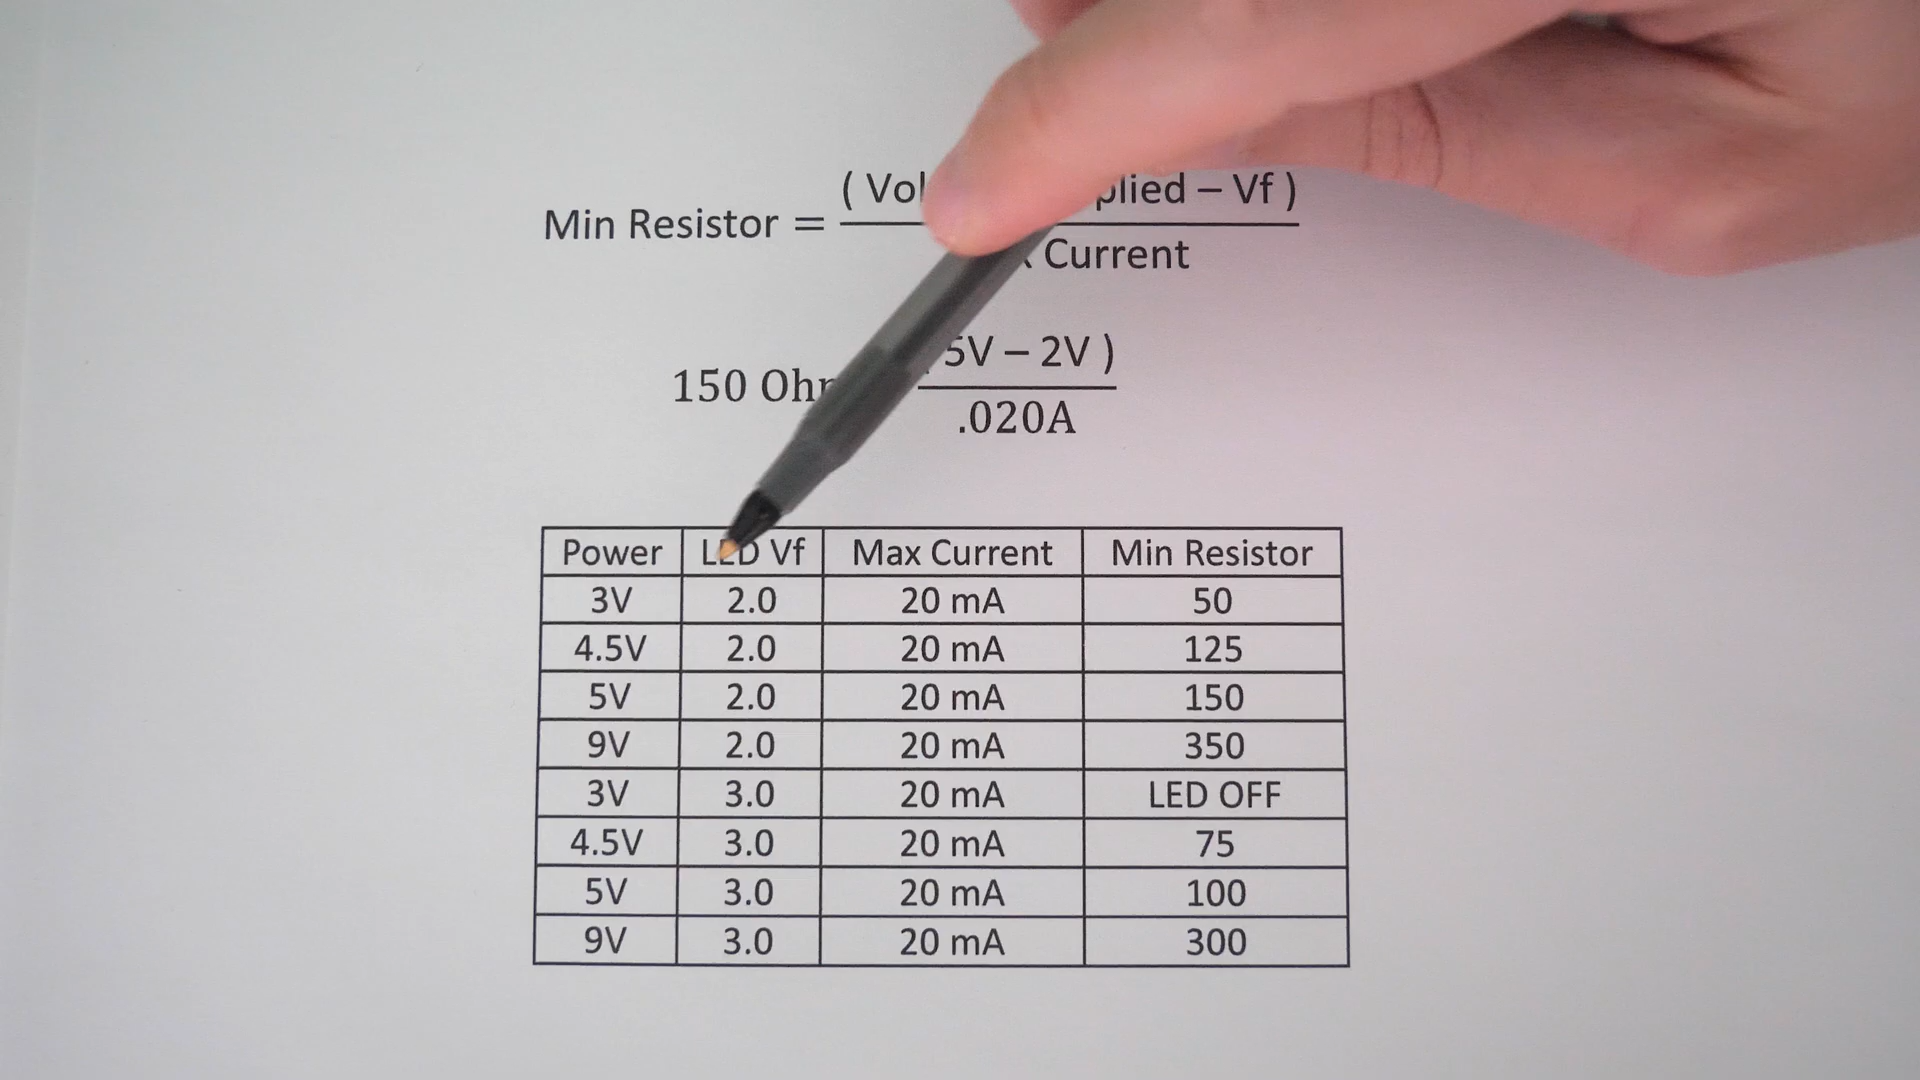 ( Vol plied – Vf )
Min Resistor =
Current
5V – 2V )
150 Oh
.020A
Power LED Vf Max Current Min Resistor
3V 2.0 20 mA 50
4.5V 2.0 20 mA 125
5V 2.0 20 mA 150
9V 2.0 20 mA 350
3V 3.0 20 mA LED OFF
4.5V 3.0 20 mA 75
5V 3.0 20 mA 100
9V 3.0 20 mA 300